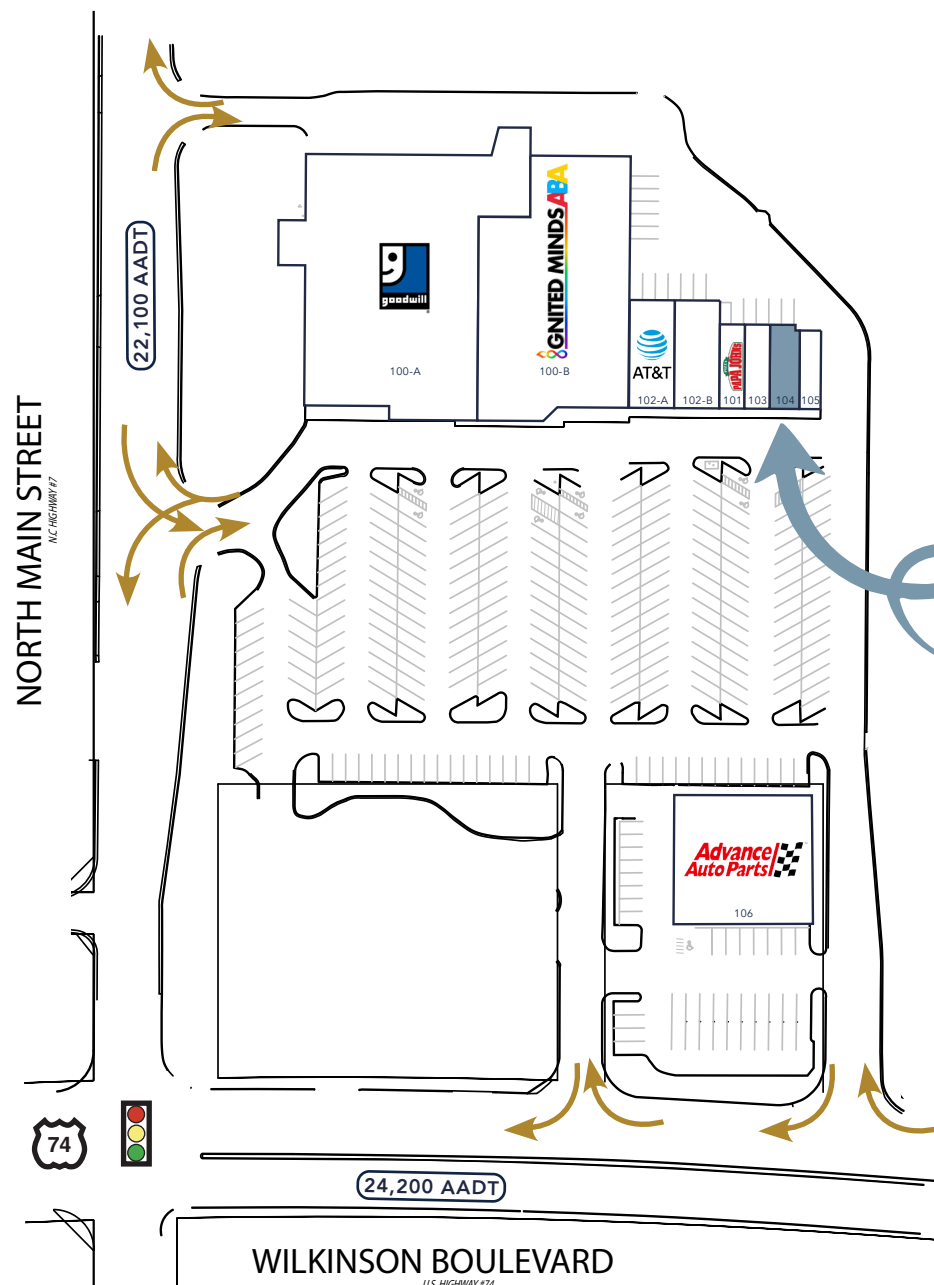 22,100 AADT
NORTH MAIN STREET
N.C HIGHWAY #7
goodwill
100-A
IGNITED MINDS ABA
100-B
AT&T
102-A
102-B
PAPA JOHNS
101
103
104
105
Advance
Auto Parts
106
74
24,200 AADT
WILKINSON BOULEVARD
U.S. HIGHWAY #74